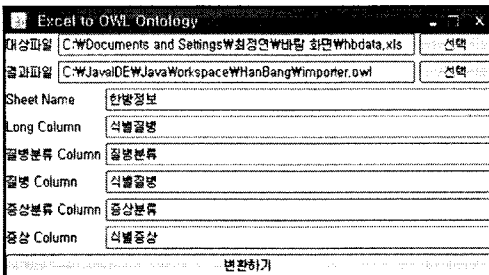 Excel to OWL Ontology
대상파일 C:₩Documents and Settings₩최정연₩바탕 화면₩hbdata.xls 선택
결과파일 C:₩JavaIDE₩JavaWorkspace₩HanBang₩importer.owl 선택
Sheet Name 한방정보
Long Column 식별질병
질병분류 Column 질병분류
질병 Column 식별질병
증상분류 Column 증상분류
증상 Column 식별증상
변환하기